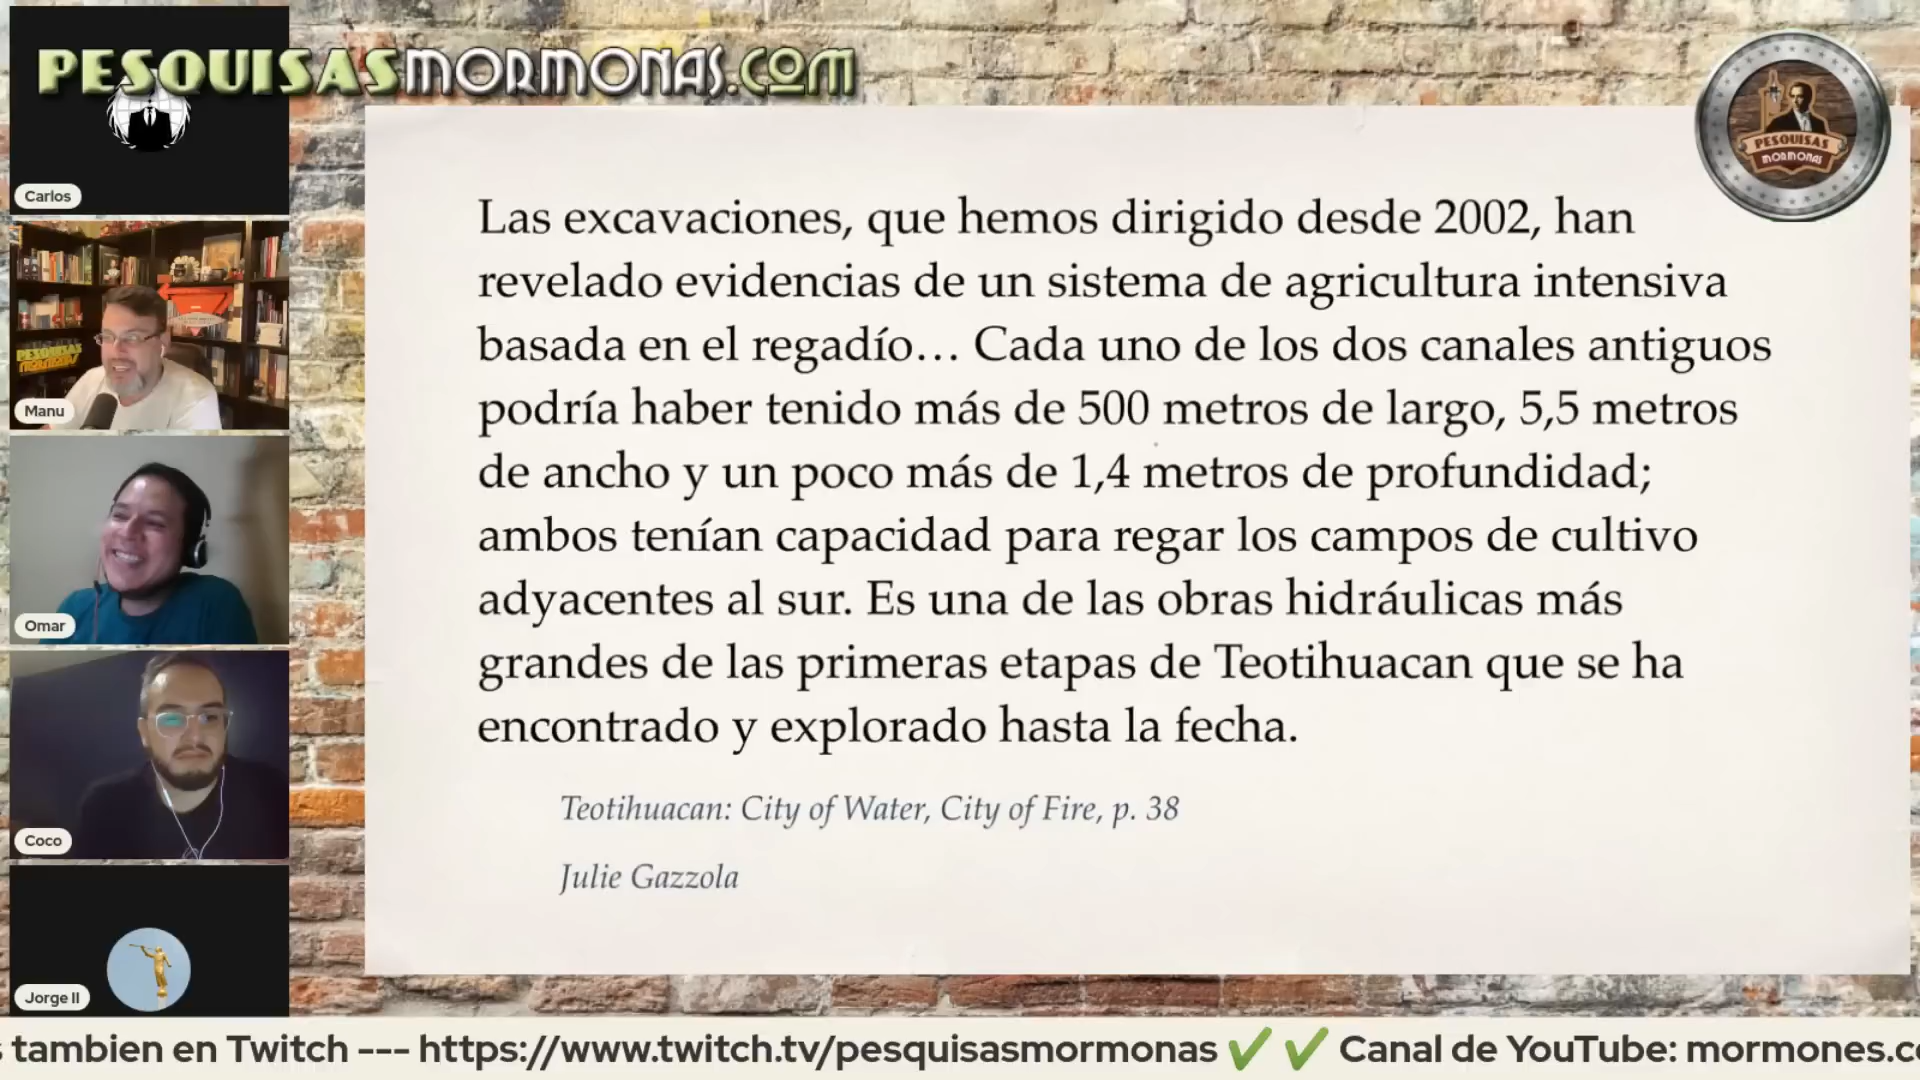 PESQUISASMORMONAS.COM
PESQUISAS
MORMONAS
Carlos
PESQUISAS
Manu
Omar
Coco
Jorge II
Las excavaciones, que hemos dirigido desde 2002, han
revelado evidencias de un sistema de agricultura intensiva
basada en el regadío… Cada uno de los dos canales antiguos
podría haber tenido más de 500 metros de largo, 5,5 metros
de ancho y un poco más de 1,4 metros de profundidad;
ambos tenían capacidad para regar los campos de cultivo
adyacentes al sur. Es una de las obras hidráulicas más
grandes de las primeras etapas de Teotihuacan que se ha
encontrado y explorado hasta la fecha.
Teotihuacan: City of Water, City of Fire, p. 38
Julie Gazzola
tambien en Twitch --- https://www.twitch.tv/pesquisasmormonas ✔ ✔ Canal de YouTube: mormones.c